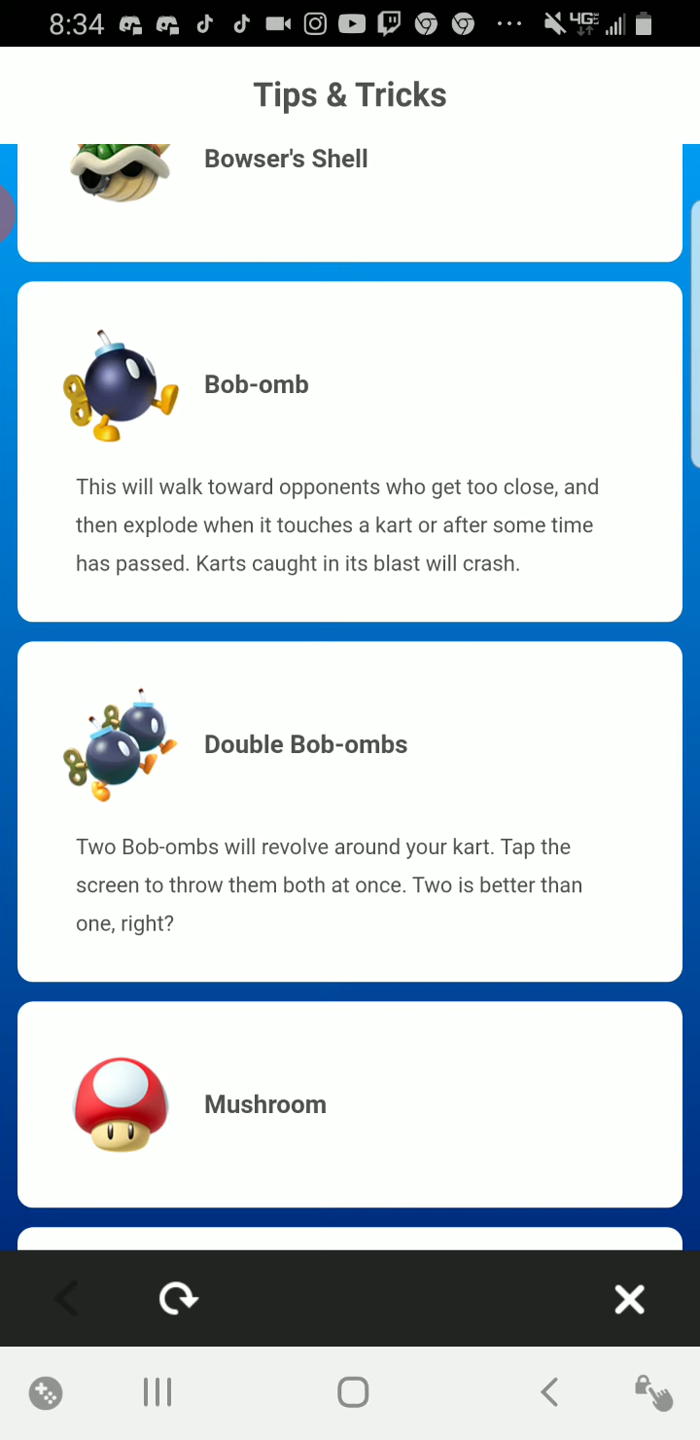 8:34
4GE
Tips & Tricks
Bowser's Shell
Bob-omb
This will walk toward opponents who get too close, and
then explode when it touches a kart or after some time
has passed. Karts caught in its blast will crash.
Double Bob-ombs
Two Bob-ombs will revolve around your kart. Tap the
screen to throw them both at once. Two is better than
one, right?
Mushroom